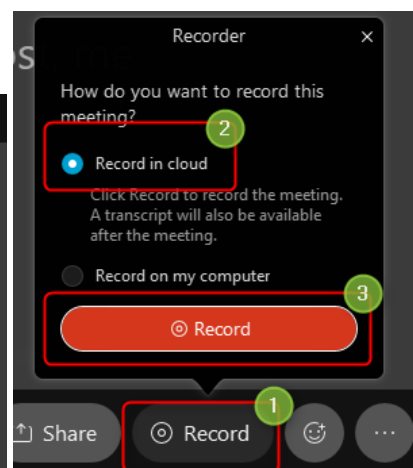 Recorder ×
How do you want to record this
meeting?
2
Record in cloud
Click Record to record the meeting.
A transcript will also be available
after the meeting.
Record on my computer
3
Record
1
Share
Record
...